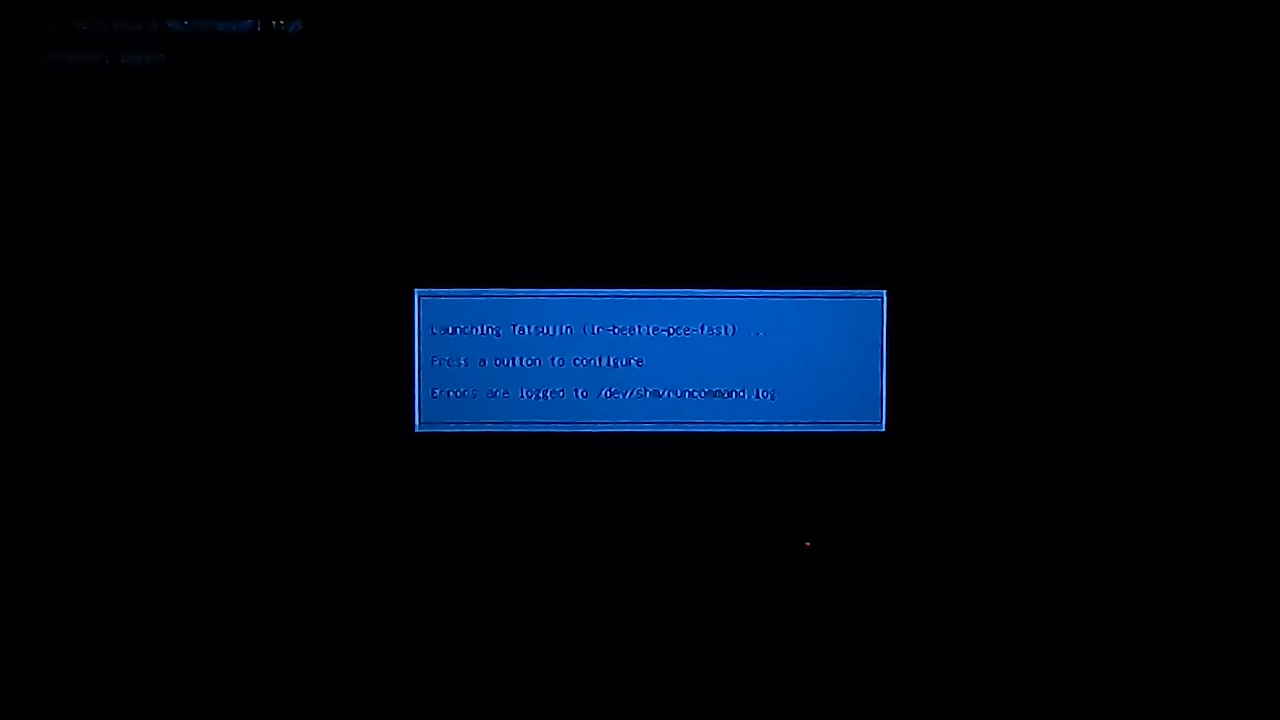 Launching Tatsujin (lr-beetle-pce-fast) ...
Press a button to configure
Errors are logged to /dev/shm/runcommand.log